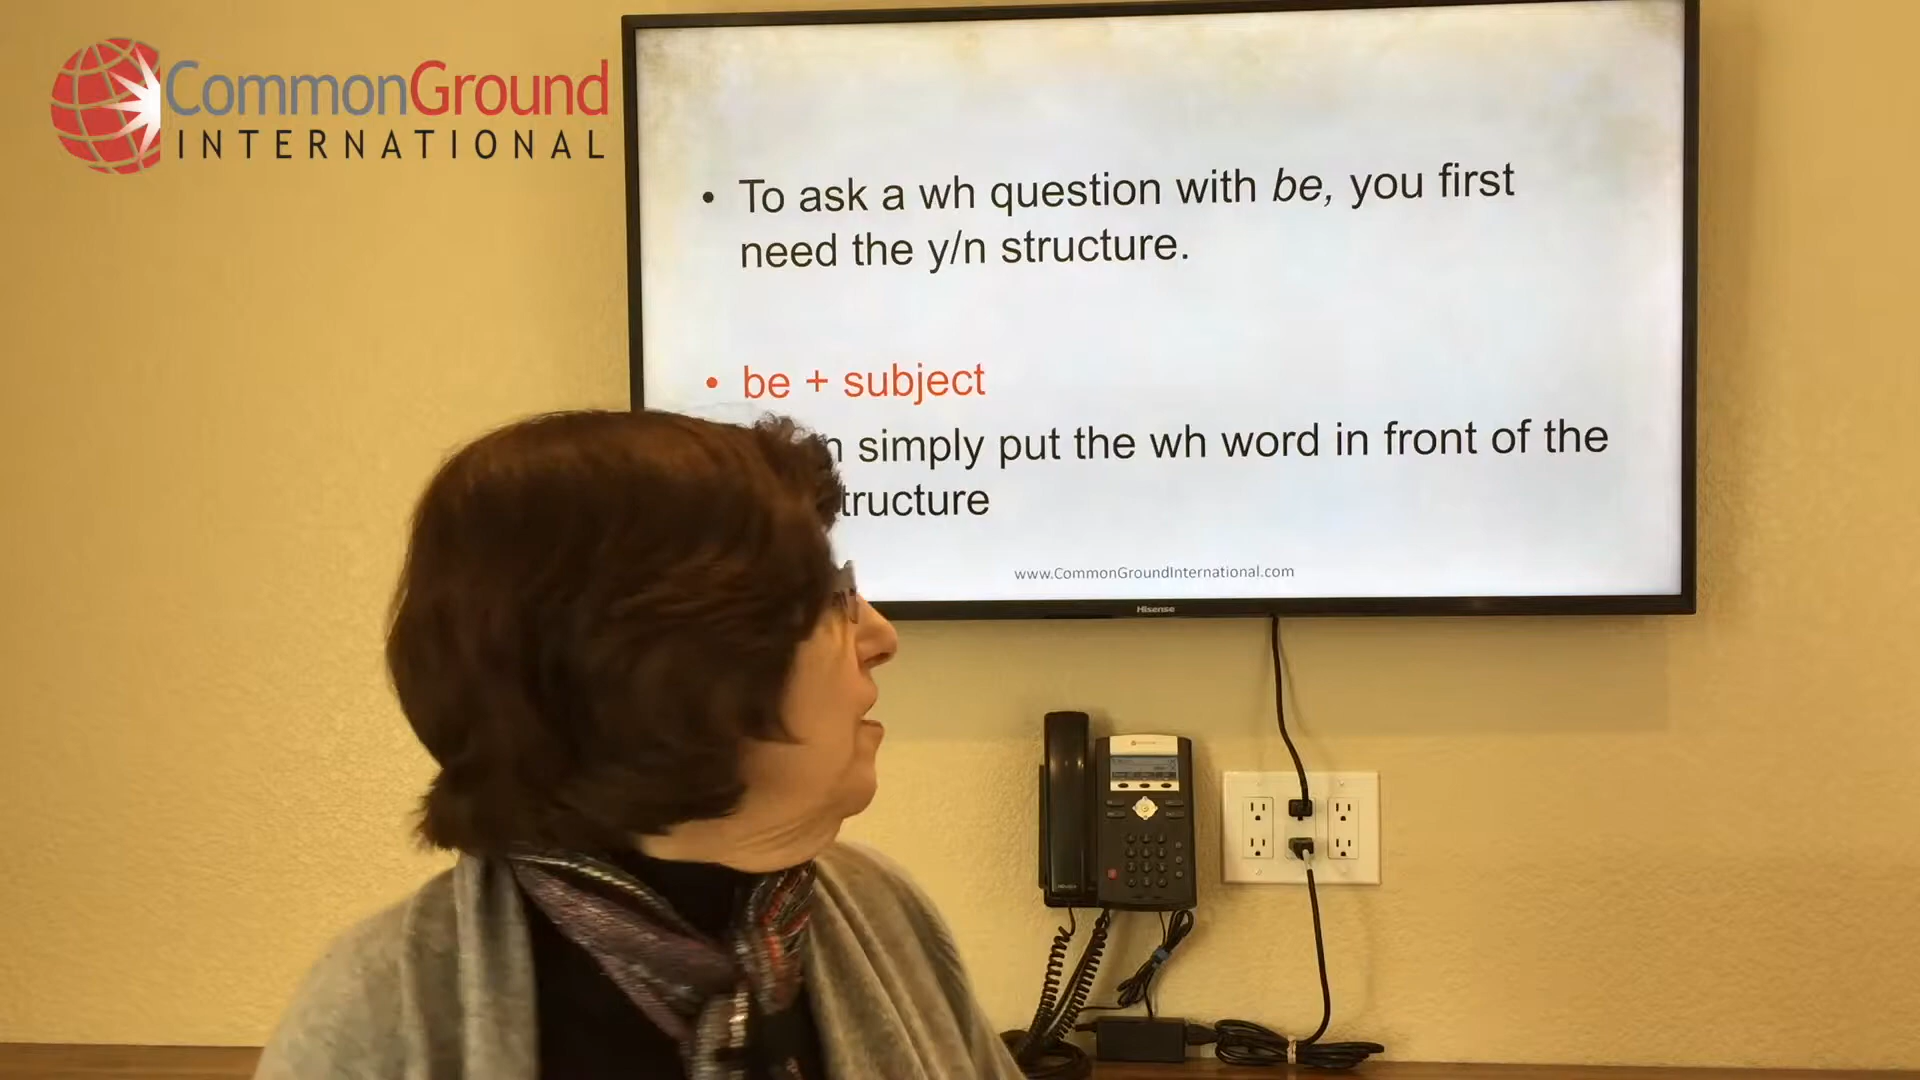 CommonGround
INTERNATIONAL
• To ask a wh question with be, you first
need the y/n structure.
• be + subject
simply put the wh word in front of the
www.CommonGroundInternational.com
Hisense